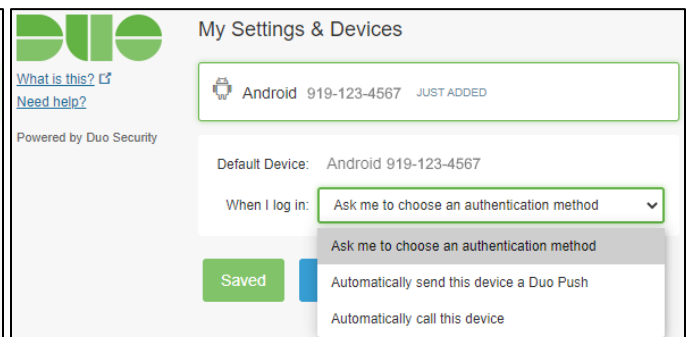 DUO
What is this?
Need help?
Powered by Duo Security
My Settings & Devices
Android 919-123-4567 JUST ADDED
Default Device: Android 919-123-4567
When I log in: Ask me to choose an authentication method
Ask me to choose an authentication method
Automatically send this device a Duo Push
Automatically call this device
Saved